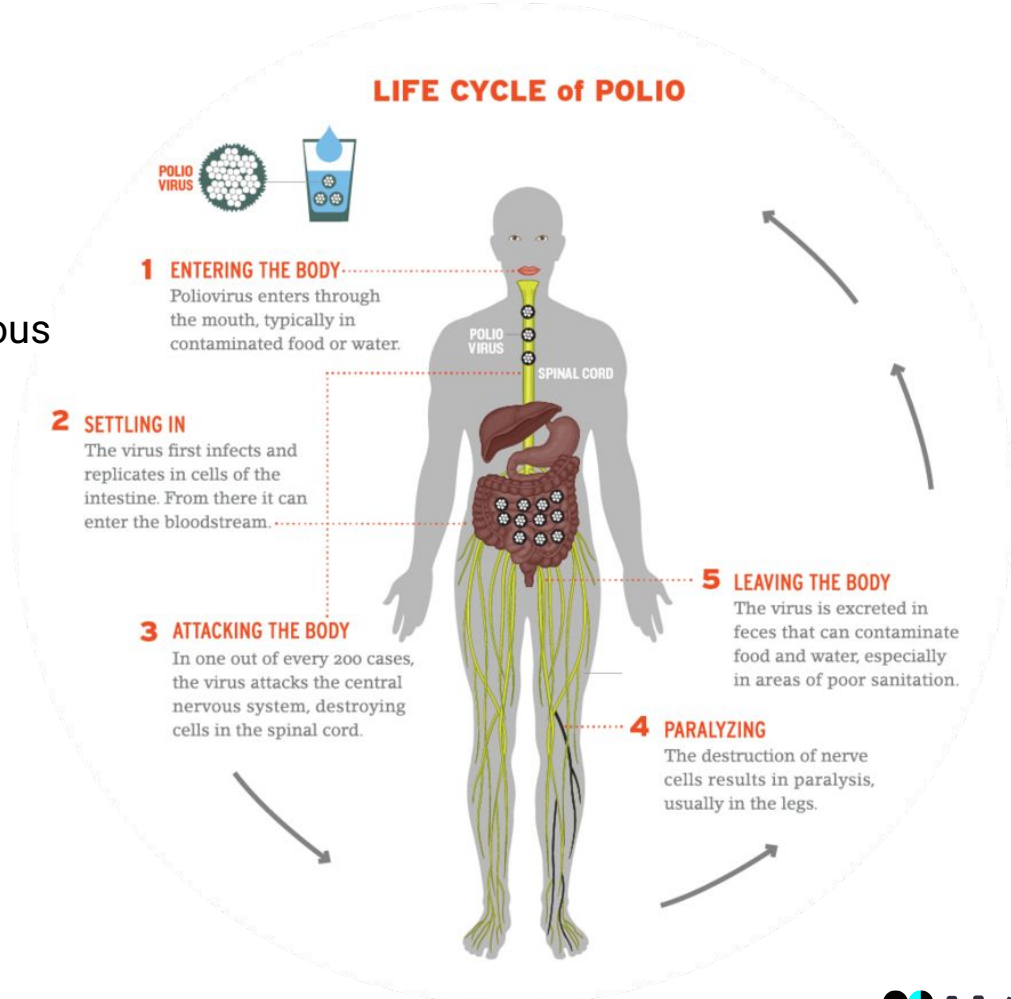 LIFE CYCLE of POLIO
POLIO
VIRUS
1 ENTERING THE BODY
Poliovirus enters through
the mouth, typically in
contaminated food or water.
POLIO
VIRUS
SPINAL CORD
2 SETTLING IN
The virus first infects and
replicates in cells of the
intestine. From there it can
enter the bloodstream.
3 ATTACKING THE BODY
In one out of every 200 cases,
the virus attacks the central
nervous system, destroying
cells in the spinal cord.
4 PARALYZING
The destruction of nerve
cells results in paralysis,
usually in the legs.
5 LEAVING THE BODY
The virus is excreted in
feces that can contaminate
food and water, especially
in areas of poor sanitation.